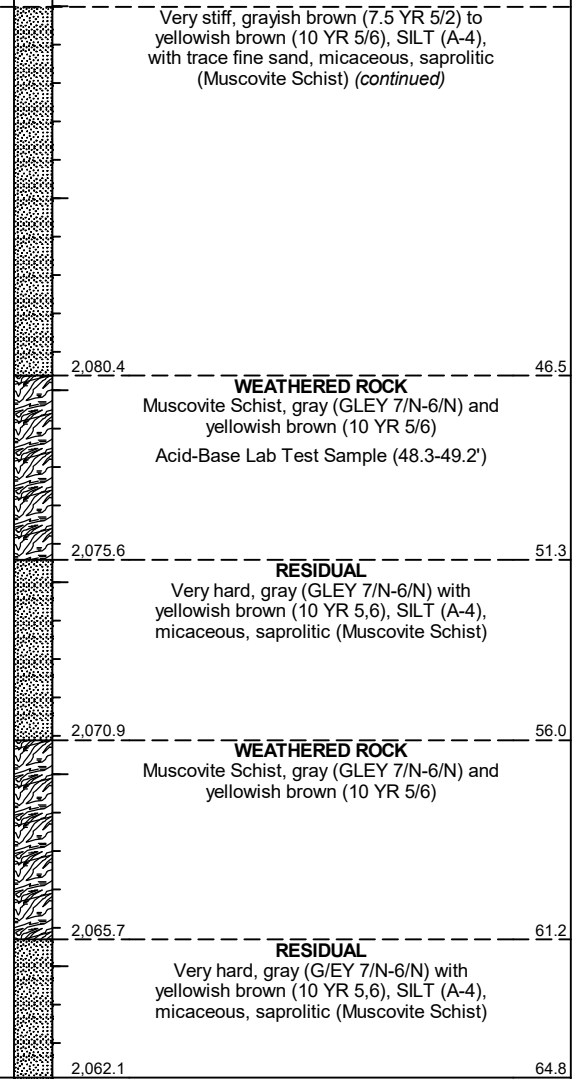 Very stiff, grayish brown (7.5 YR 5/2) to
yellowish brown (10 YR 5/6), SILT (A-4),
with trace fine sand, micaceous, saprolitic
(Muscovite Schist) (continued)
2,080.4 46.5
WEATHERED ROCK
Muscovite Schist, gray (GLEY 7/N-6/N) and
yellowish brown (10 YR 5/6)
Acid-Base Lab Test Sample (48.3-49.2')
2,075.6 51.3
RESIDUAL
Very hard, gray (GLEY 7/N-6/N) with
yellowish brown (10 YR 5,6), SILT (A-4),
micaceous, saprolitic (Muscovite Schist)
2,070.9 56.0
WEATHERED ROCK
Muscovite Schist, gray (GLEY 7/N-6/N) and
yellowish brown (10 YR 5/6)
2,065.7 61.2
RESIDUAL
Very hard, gray (G/EY 7/N-6/N) with
yellowish brown (10 YR 5,6), SILT (A-4),
micaceous, saprolitic (Muscovite Schist)
2,062.1 64.8